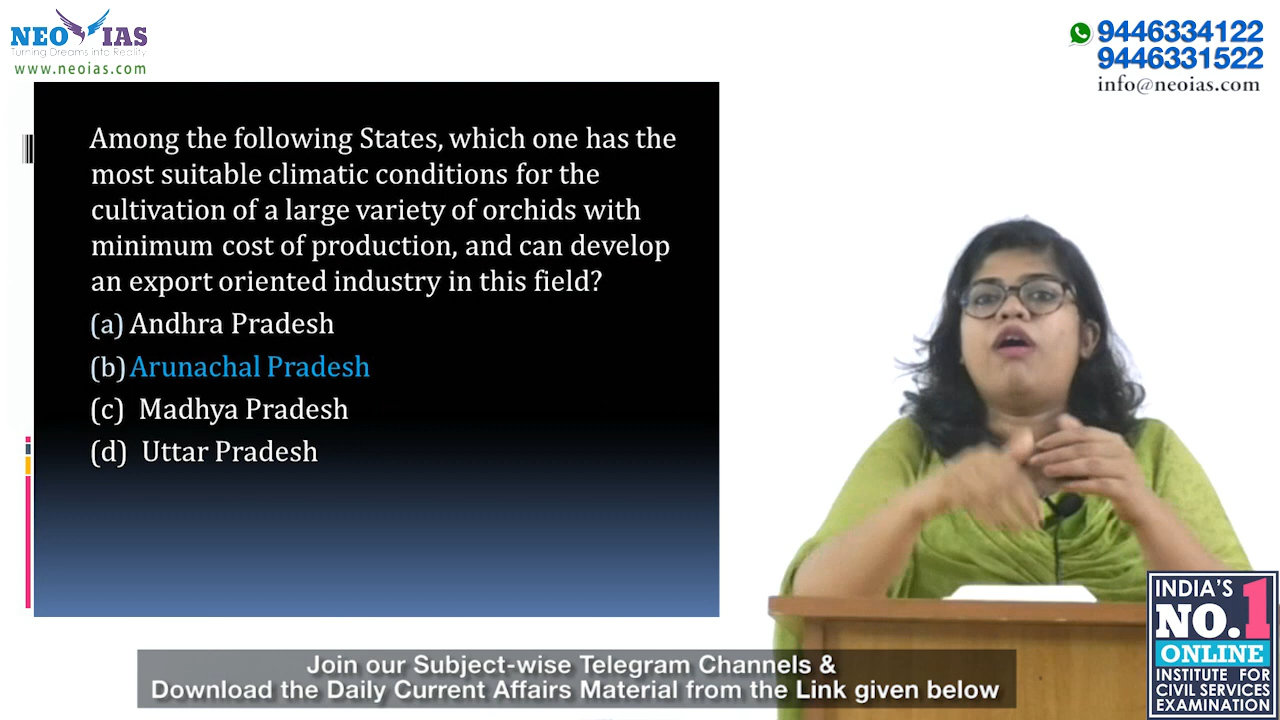 NEO IAS
Turning Dreams into Reality
www.neoias.com
9446334122
9446331522
info@neoias.com
Among the following States, which one has the
most suitable climatic conditions for the
cultivation of a large variety of orchids with
minimum cost of production, and can develop
an export oriented industry in this field?
(a) Andhra Pradesh
(b) Arunachal Pradesh
(c) Madhya Pradesh
(d) Uttar Pradesh
INDIA'S
NO.1
ONLINE
INSTITUTE FOR
CIVIL SERVICES
EXAMINATION
Join our Subject-wise Telegram Channels &
Download the Daily Current Affairs Material from the Link given below